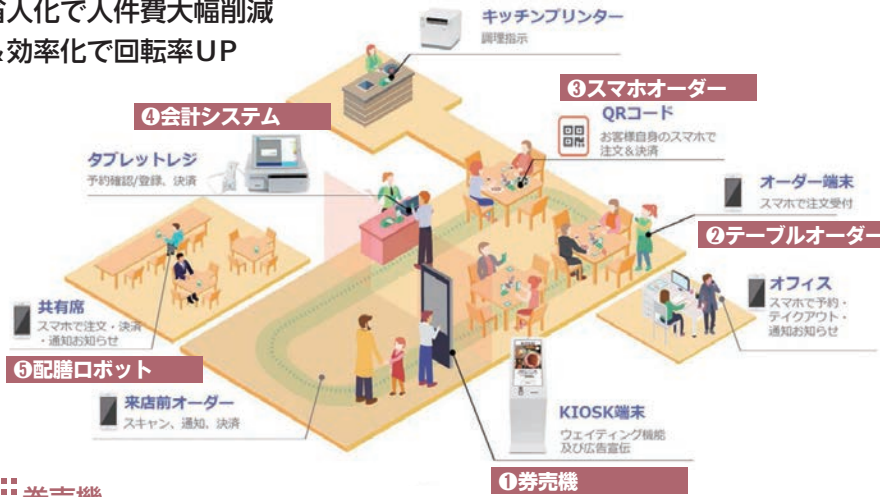 省人化で人件費大幅削減
&効率化で回転率UP
キッチンプリンター
調理指示
❸スマホオーダー
QRコード
お客様自身のスマホで
注文&決済
❹会計システム
タブレットレジ
予約確認/登録、決済
オーダー端末
スマホで注文受付
❷テーブルオーダー
オフィス
スマホで予約・
テイクアウト・
通知お知らせ
共有席
スマホで注文・決済
・通知お知らせ
❺配膳ロボット
来店前オーダー
スキャン、通知、決済
KIOSK端末
ウェイティング機能
及び広告宣伝
❶券売機
券売機